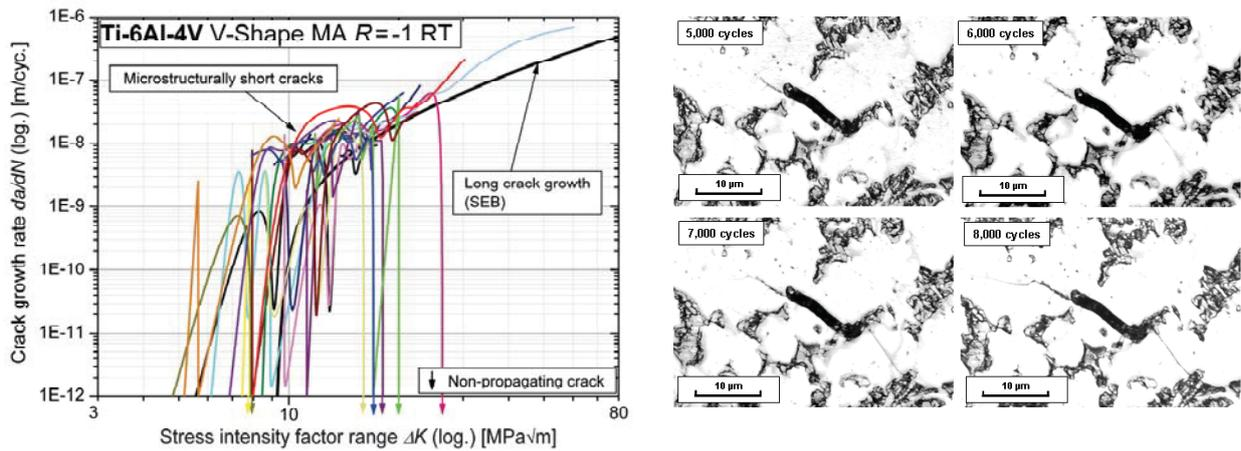 Ti-6Al-4V V-Shape MA R=-1 RT
Microstructurally short cracks
Long crack growth
(SEB)
Non-propagating crack
1E-6
1E-7
1E-8
1E-9
1E-10
1E-11
1E-12
3
10
80
Crack growth rate da/dN (log.) [m/cyc.]
Stress intensity factor range ΔK (log.) [MPa√m]
5,000 cycles
10 µm
6,000 cycles
10 µm
7,000 cycles
10 µm
8,000 cycles
10 µm